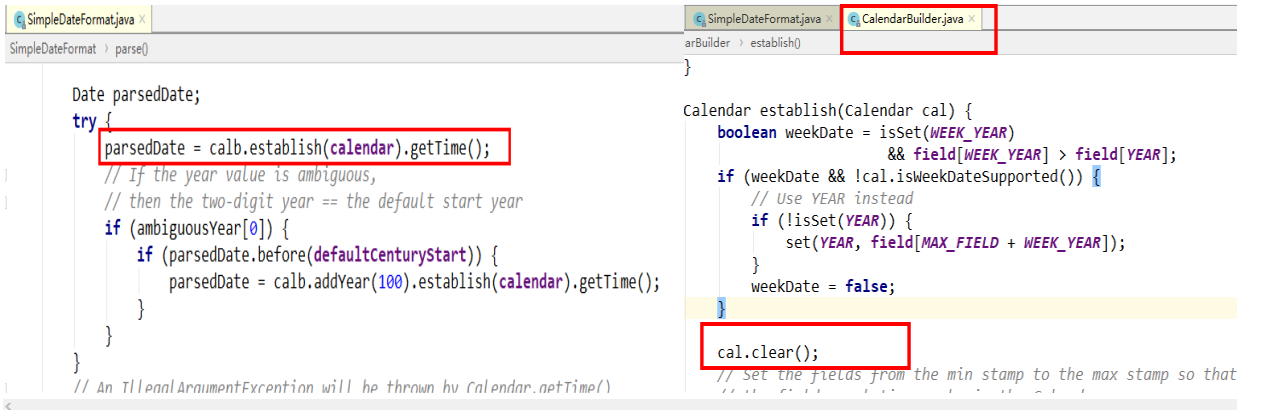 SimpleDateFormat.java ×
SimpleDateFormat › parse()
Date parsedDate;
try {
parsedDate = calb.establish(calendar).getTime();
// If the year value is ambiguous,
// then the two-digit year == the default start year
if (ambiguousYear[0]) {
if (parsedDate.before(defaultCenturyStart)) {
parsedDate = calb.addYear(100).establish(calendar).getTime();
}
}
}
// An IllegalArgumentException will be thrown by Calendar.getTime()
SimpleDateFormat.java × CalendarBuilder.java ×
arBuilder › establish()
}
Calendar establish(Calendar cal) {
boolean weekDate = isSet(WEEK_YEAR)
&& field[WEEK_YEAR] > field[YEAR];
if (weekDate && !cal.isWeekDateSupported()) {
// Use YEAR instead
if (!isSet(YEAR)) {
set(YEAR, field[MAX_FIELD + WEEK_YEAR]);
}
weekDate = false;
}
cal.clear();
// Set the fields from the min stamp to the max stamp so that